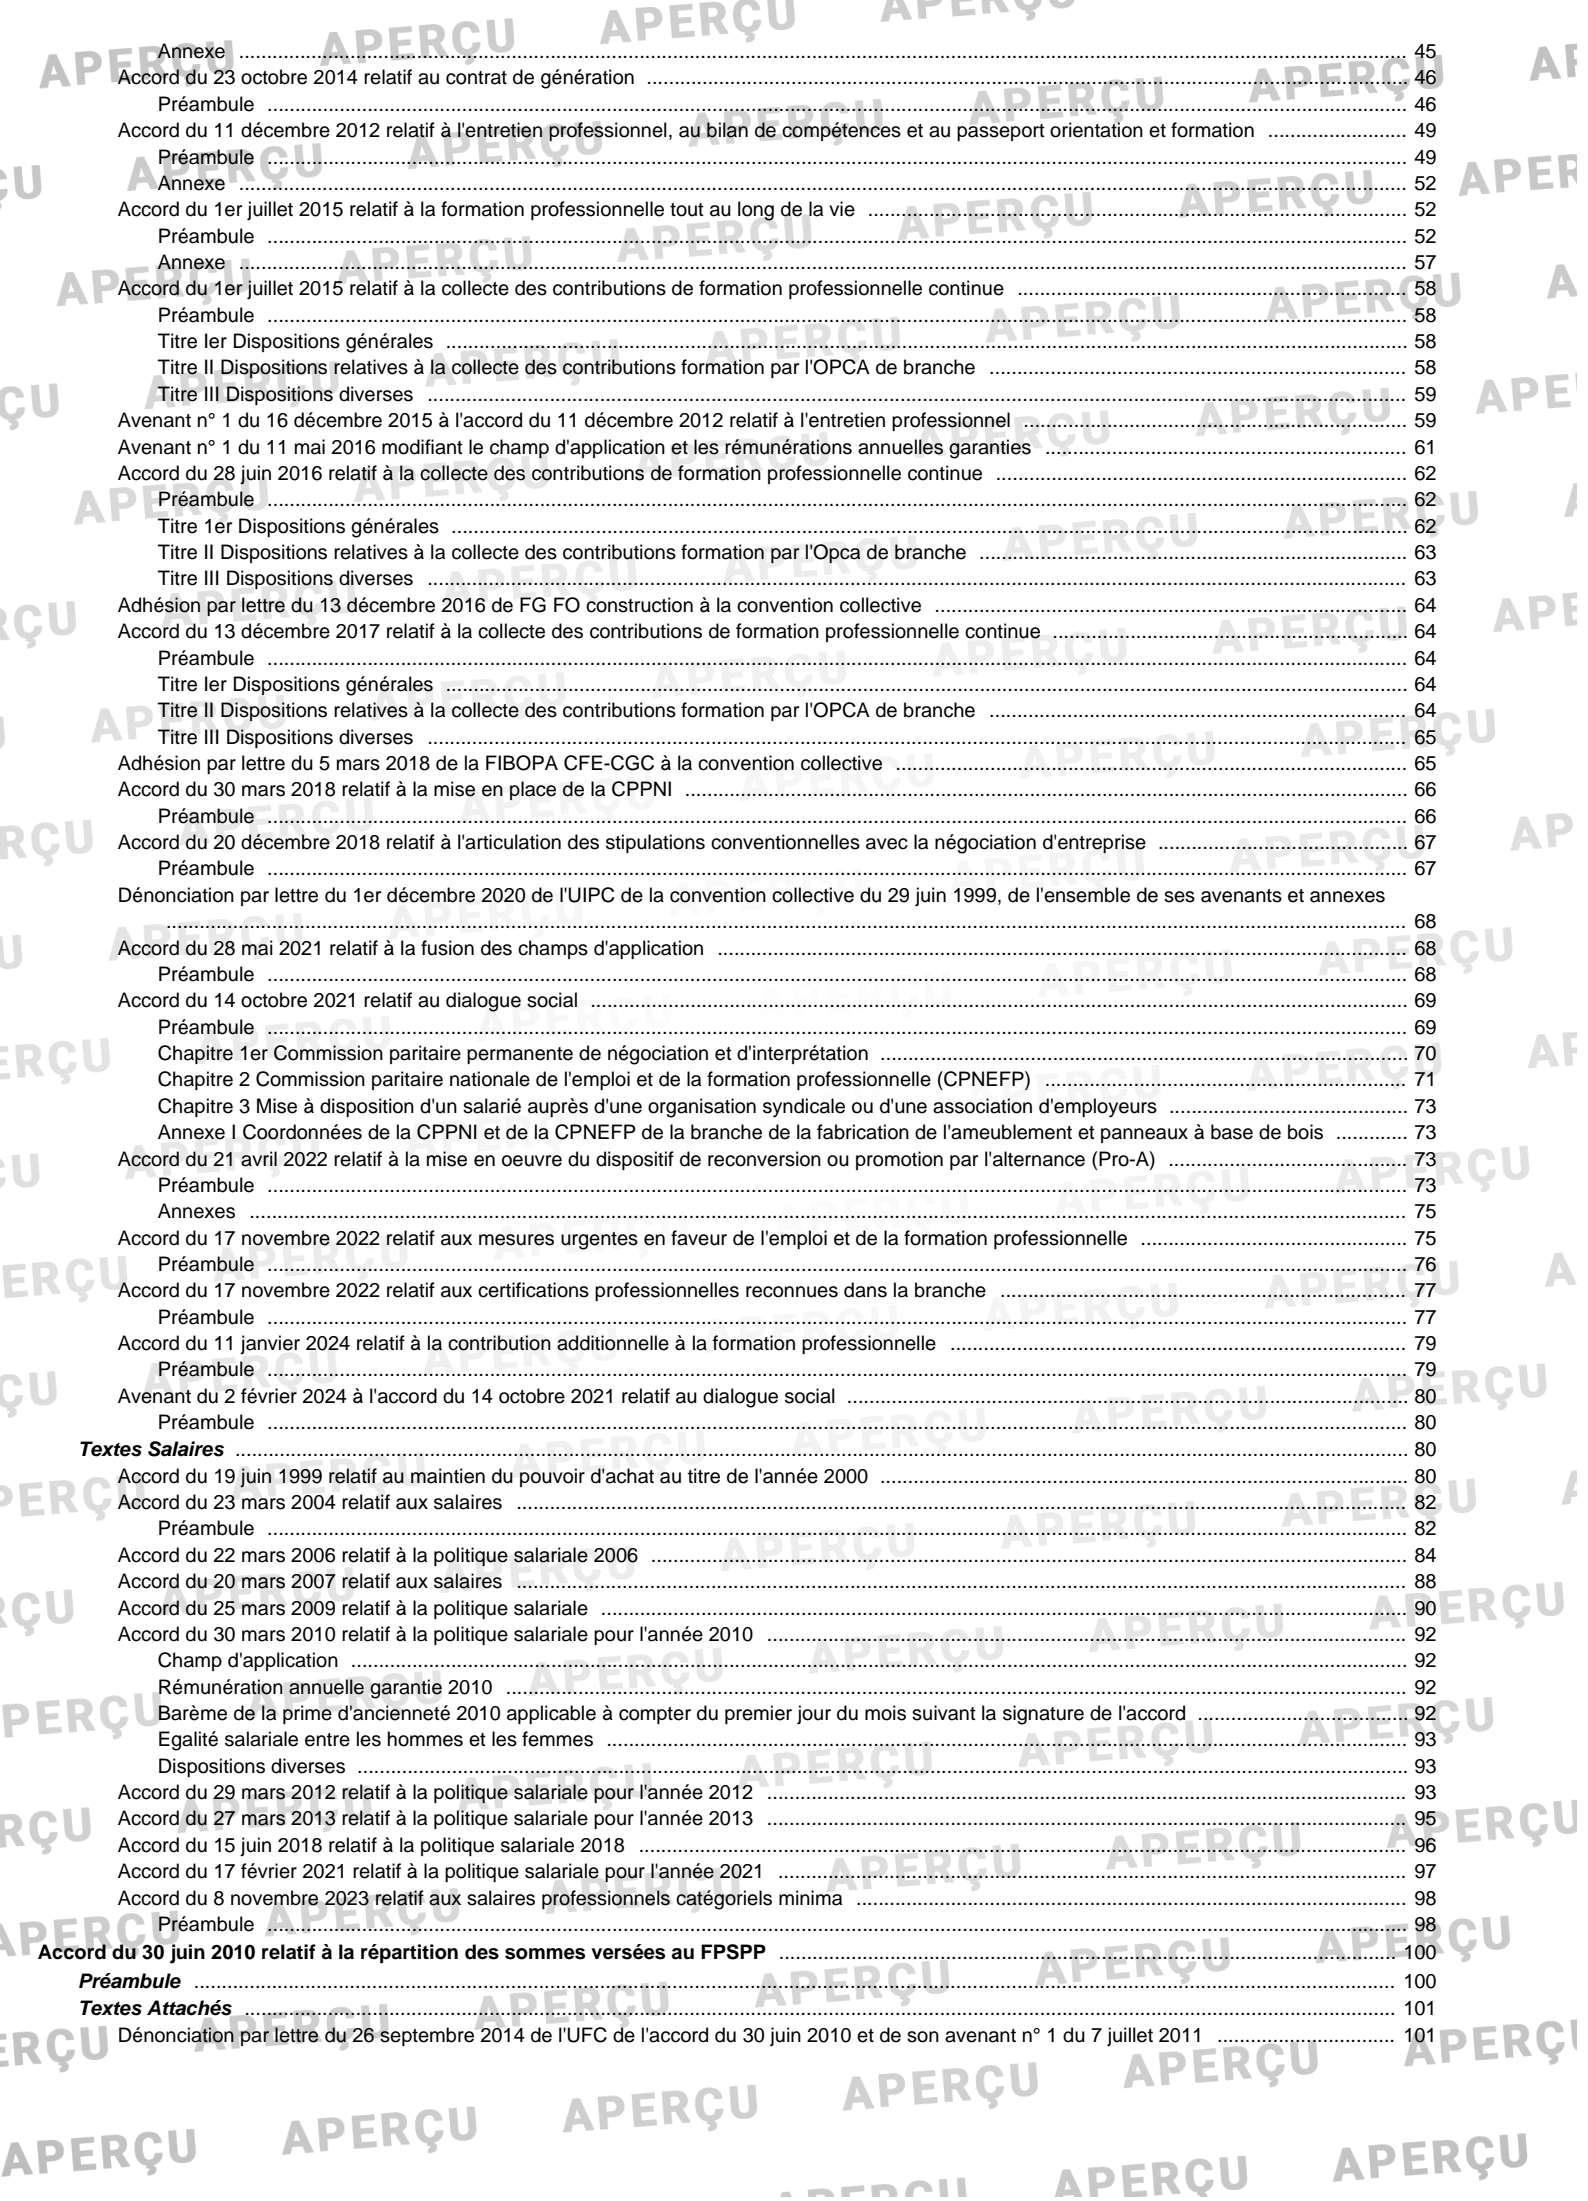 Annexe 45
Accord du 23 octobre 2014 relatif au contrat de génération 46
Préambule 46
Accord du 11 décembre 2012 relatif à l'entretien professionnel, au bilan de compétences et au passeport orientation et formation 49
Préambule 49
Annexe 52
Accord du 1er juillet 2015 relatif à la formation professionnelle tout au long de la vie 52
Préambule 52
Annexe 57
Accord du 1er juillet 2015 relatif à la collecte des contributions de formation professionnelle continue 58
Préambule 58
Titre Ier Dispositions générales 58
Titre II Dispositions relatives à la collecte des contributions formation par l'OPCA de branche 58
Titre III Dispositions diverses 59
Avenant n° 1 du 16 décembre 2015 à l'accord du 11 décembre 2012 relatif à l'entretien professionnel 59
Avenant n° 1 du 11 mai 2016 modifiant le champ d'application et les rémunérations annuelles garanties 61
Accord du 28 juin 2016 relatif à la collecte des contributions de formation professionnelle continue 62
Préambule 62
Titre 1er Dispositions générales 62
Titre II Dispositions relatives à la collecte des contributions formation par l'Opca de branche 63
Titre III Dispositions diverses 63
Adhésion par lettre du 13 décembre 2016 de FG FO construction à la convention collective 64
Accord du 13 décembre 2017 relatif à la collecte des contributions de formation professionnelle continue 64
Préambule 64
Titre Ier Dispositions générales 64
Titre II Dispositions relatives à la collecte des contributions formation par l'OPCA de branche 64
Titre III Dispositions diverses 65
Adhésion par lettre du 5 mars 2018 de la FIBOPA CFE-CGC à la convention collective 65
Accord du 30 mars 2018 relatif à la mise en place de la CPPNI 66
Préambule 66
Accord du 20 décembre 2018 relatif à l'articulation des stipulations conventionnelles avec la négociation d'entreprise 67
Préambule 67
Dénonciation par lettre du 1er décembre 2020 de l'UIPC de la convention collective du 29 juin 1999, de l'ensemble de ses avenants et annexes
68
Accord du 28 mai 2021 relatif à la fusion des champs d'application 68
Préambule 68
Accord du 14 octobre 2021 relatif au dialogue social 69
Préambule 69
Chapitre 1er Commission paritaire permanente de négociation et d'interprétation 70
Chapitre 2 Commission paritaire nationale de l'emploi et de la formation professionnelle (CPNEFP) 71
Chapitre 3 Mise à disposition d'un salarié auprès d'une organisation syndicale ou d'une association d'employeurs 73
Annexe I Coordonnées de la CPPNI et de la CPNEFP de la branche de la fabrication de l'ameublement et panneaux à base de bois 73
Accord du 21 avril 2022 relatif à la mise en oeuvre du dispositif de reconversion ou promotion par l'alternance (Pro-A) 73
Préambule 73
Annexes 75
Accord du 17 novembre 2022 relatif aux mesures urgentes en faveur de l'emploi et de la formation professionnelle 75
Préambule 76
Accord du 17 novembre 2022 relatif aux certifications professionnelles reconnues dans la branche 77
Préambule 77
Accord du 11 janvier 2024 relatif à la contribution additionnelle à la formation professionnelle 79
Préambule 79
Avenant du 2 février 2024 à l'accord du 14 octobre 2021 relatif au dialogue social 80
Préambule 80
Textes Salaires 80
Accord du 19 juin 1999 relatif au maintien du pouvoir d'achat au titre de l'année 2000 80
Accord du 23 mars 2004 relatif aux salaires 82
Préambule 82
Accord du 22 mars 2006 relatif à la politique salariale 2006 84
Accord du 20 mars 2007 relatif aux salaires 88
Accord du 25 mars 2009 relatif à la politique salariale 90
Accord du 30 mars 2010 relatif à la politique salariale pour l'année 2010 92
Champ d'application 92
Rémunération annuelle garantie 2010 92
Barème de la prime d'ancienneté 2010 applicable à compter du premier jour du mois suivant la signature de l'accord 92
Egalité salariale entre les hommes et les femmes 93
Dispositions diverses 93
Accord du 29 mars 2012 relatif à la politique salariale pour l'année 2012 93
Accord du 27 mars 2013 relatif à la politique salariale pour l'année 2013 95
Accord du 15 juin 2018 relatif à la politique salariale 2018 96
Accord du 17 février 2021 relatif à la politique salariale pour l'année 2021 97
Accord du 8 novembre 2023 relatif aux salaires professionnels catégoriels minima 98
Préambule 98
Accord du 30 juin 2010 relatif à la répartition des sommes versées au FPSPP 100
Préambule 100
Textes Attachés 101
Dénonciation par lettre du 26 septembre 2014 de l'UFC de l'accord du 30 juin 2010 et de son avenant n° 1 du 7 juillet 2011 101
APERÇU